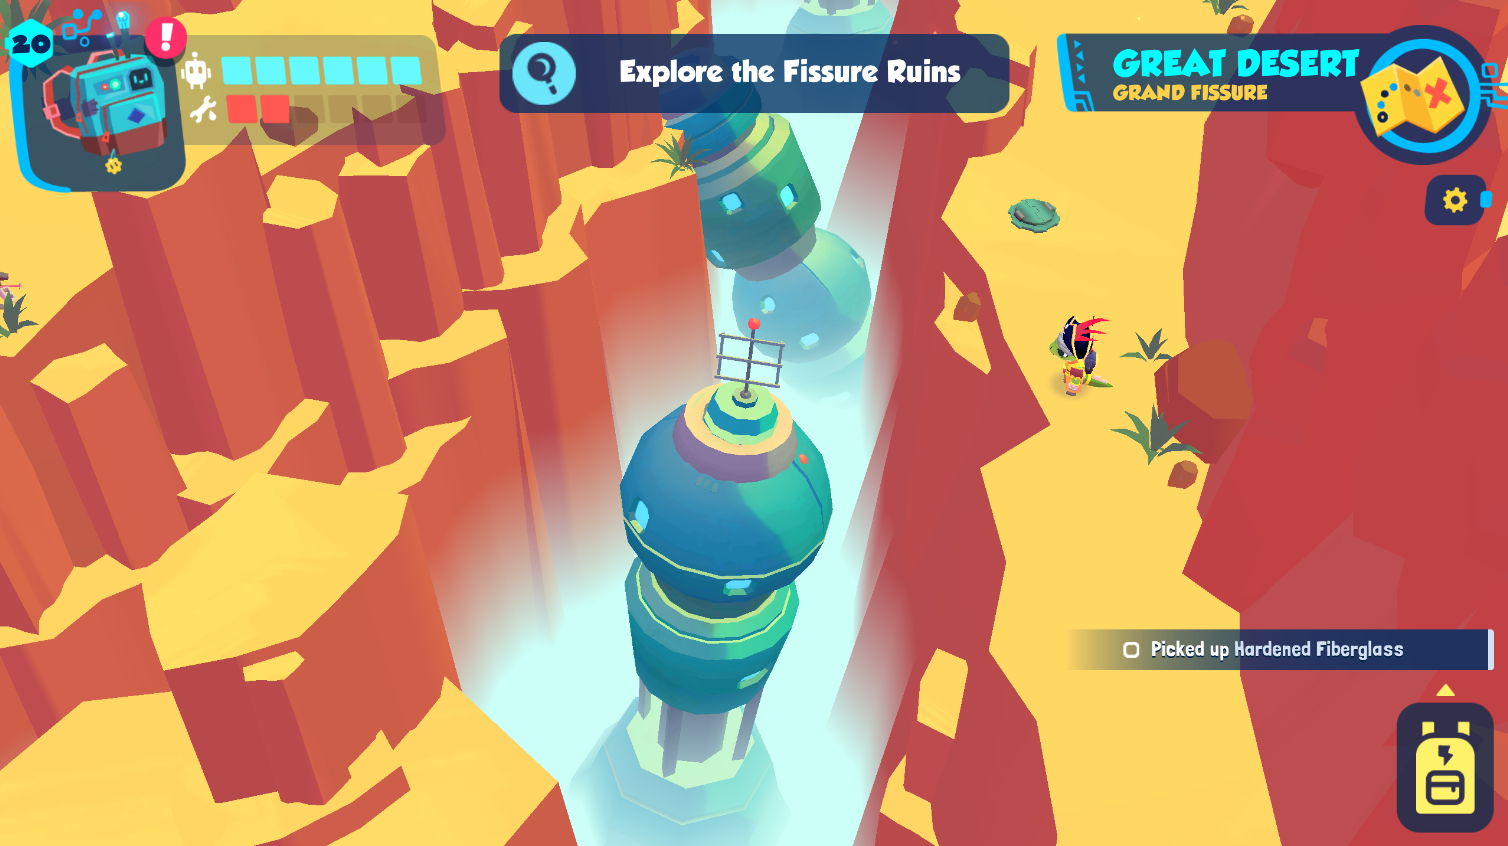 20
!
Explore the Fissure Ruins
GREAT DESERT
GRAND FISSURE
Picked up Hardened Fiberglass